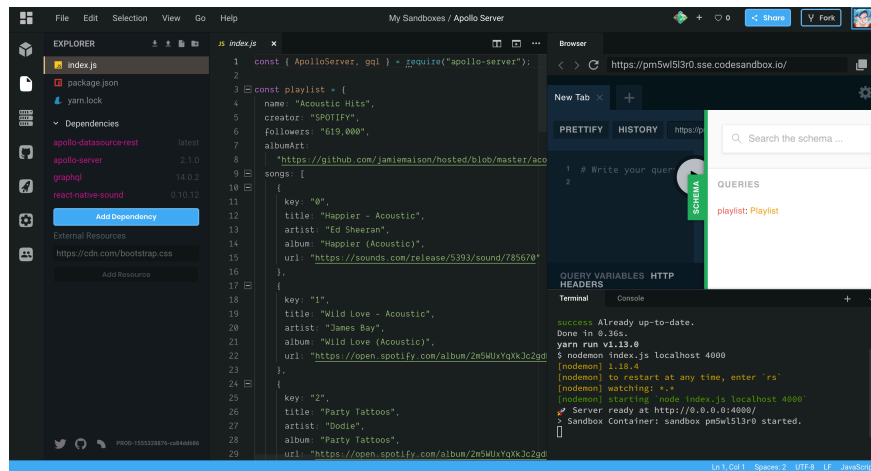 File Edit Selection View Go Help
My Sandboxes / Apollo Server
+
0
Share
Fork
EXPLORER
index.js
package.json
yarn.lock
Dependencies
apollo-datasource-rest latest
apollo-server 2.1.0
graphql 14.0.2
react-native-sound 0.10.12
Add Dependency
External Resources
https://cdn.com/bootstrap.css
Add Resource
PROD-1555328876-ca84dd686
JS index.js ×
1 const { ApolloServer, gql } = require("apollo-server");
2
3 const playlist = {
4 name: "Acoustic Hits",
5 creator: "SPOTIFY",
6 followers: "619,000",
7 albumArt:
8 "https://github.com/jamiemaison/hosted/blob/master/aco
9 songs: [
10 {
11 key: "0",
12 title: "Happier - Acoustic",
13 artist: "Ed Sheeran",
14 album: "Happier (Acoustic)",
15 url: "https://sounds.com/release/5393/sound/785670"
16 },
17 {
18 key: "1",
19 title: "Wild Love - Acoustic",
20 artist: "James Bay",
21 album: "Wild Love (Acoustic)",
22 url: "https://open.spotify.com/album/2m5WUxYqXkJc2gd
23 },
24 {
25 key: "2",
26 title: "Party Tattoos",
27 artist: "Dodie",
28 album: "Party Tattoos",
29 url: "https://open.spotify.com/album/2m5WUxYqXkJc2gd
Browser
https://pm5wl5l3r0.sse.codesandbox.io/
New Tab × +
PRETTIFY HISTORY https://p
1 # Write your quer
2
SCHEMA
Search the schema ...
QUERIES
playlist: Playlist
QUERY VARIABLES HTTP
HEADERS
Terminal Console +
success Already up-to-date.
Done in 0.36s.
yarn run v1.13.0
$ nodemon index.js localhost 4000
[nodemon] 1.18.4
[nodemon] to restart at any time, enter `rs`
[nodemon] watching: *.*
[nodemon] starting `node index.js localhost 4000`
🚀 Server ready at http://0.0.0.0:4000/
> Sandbox Container: sandbox pm5wl5l3r0 started.
Ln 1, Col 1 Spaces: 2 UTF-8 LF JavaScrip